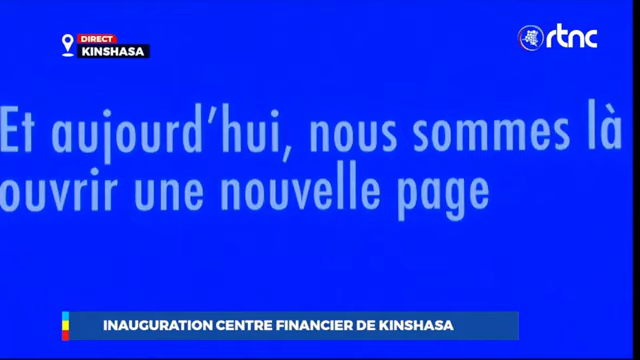 DIRECT
KINSHASA
rtnc
Et aujourd'hui, nous sommes là
ouvrir une nouvelle page
INAUGURATION CENTRE FINANCIER DE KINSHASA